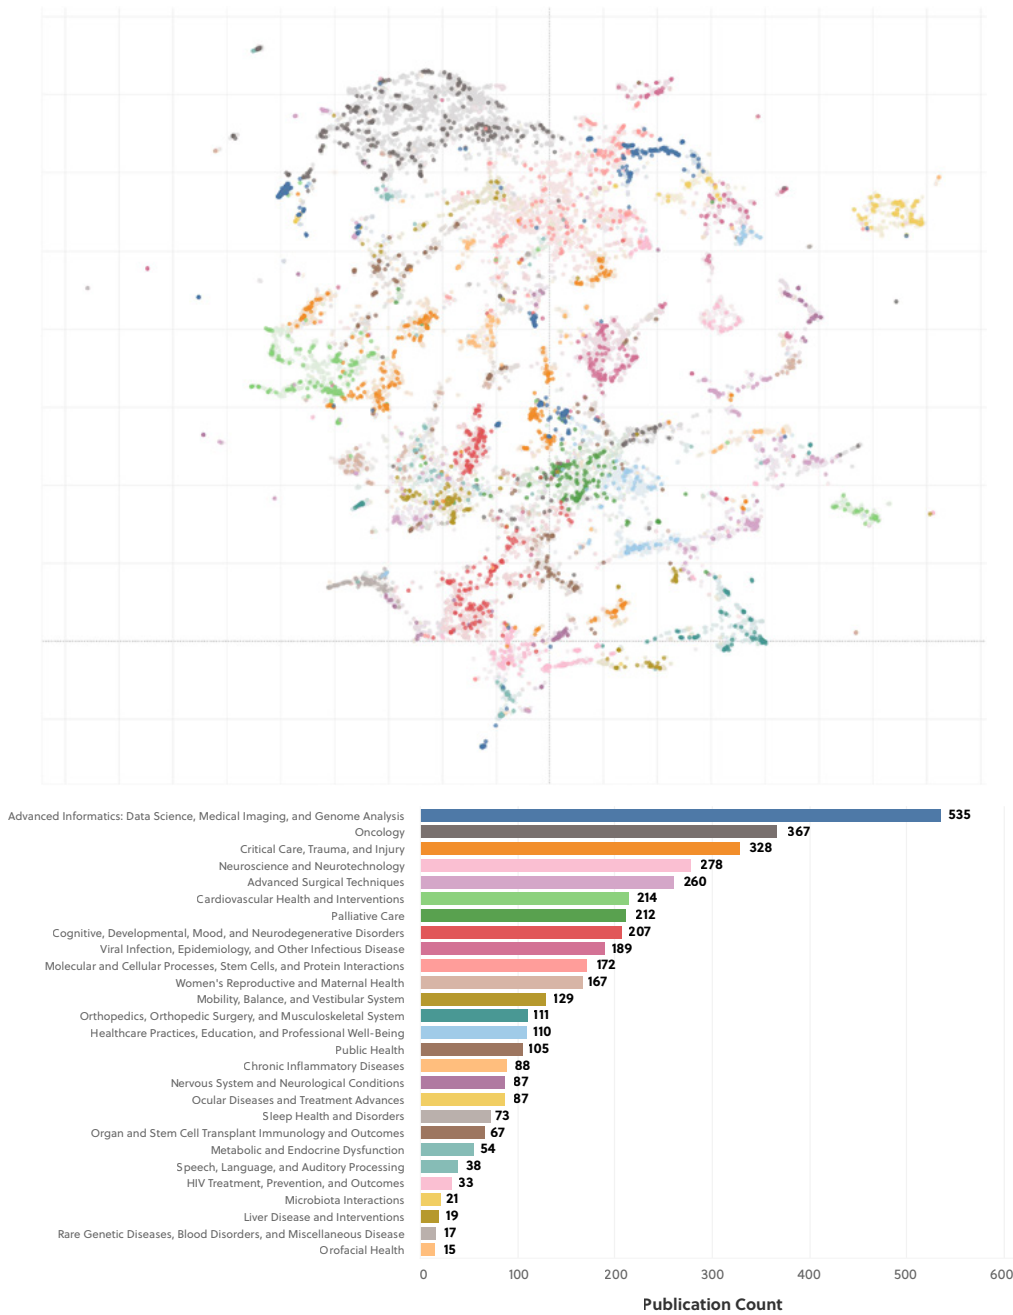 Advanced Informatics: Data Science, Medical Imaging, and Genome Analysis 535
Oncology 367
Critical Care, Trauma, and Injury 328
Neuroscience and Neurotechnology 278
Advanced Surgical Techniques 260
Cardiovascular Health and Interventions 214
Palliative Care 212
Cognitive, Developmental, Mood, and Neurodegenerative Disorders 207
Viral Infection, Epidemiology, and Other Infectious Disease 189
Molecular and Cellular Processes, Stem Cells, and Protein Interactions 172
Women's Reproductive and Maternal Health 167
Mobility, Balance, and Vestibular System 129
Orthopedics, Orthopedic Surgery, and Musculoskeletal System 111
Healthcare Practices, Education, and Professional Well-Being 110
Public Health 105
Chronic Inflammatory Diseases 88
Nervous System and Neurological Conditions 87
Ocular Diseases and Treatment Advances 87
Sleep Health and Disorders 73
Organ and Stem Cell Transplant Immunology and Outcomes 67
Metabolic and Endocrine Dysfunction 54
Speech, Language, and Auditory Processing 38
HIV Treatment, Prevention, and Outcomes 33
Microbiota Interactions 21
Liver Disease and Interventions 19
Rare Genetic Diseases, Blood Disorders, and Miscellaneous Disease 17
Orofacial Health 15
0 100 200 300 400 500 600
Publication Count